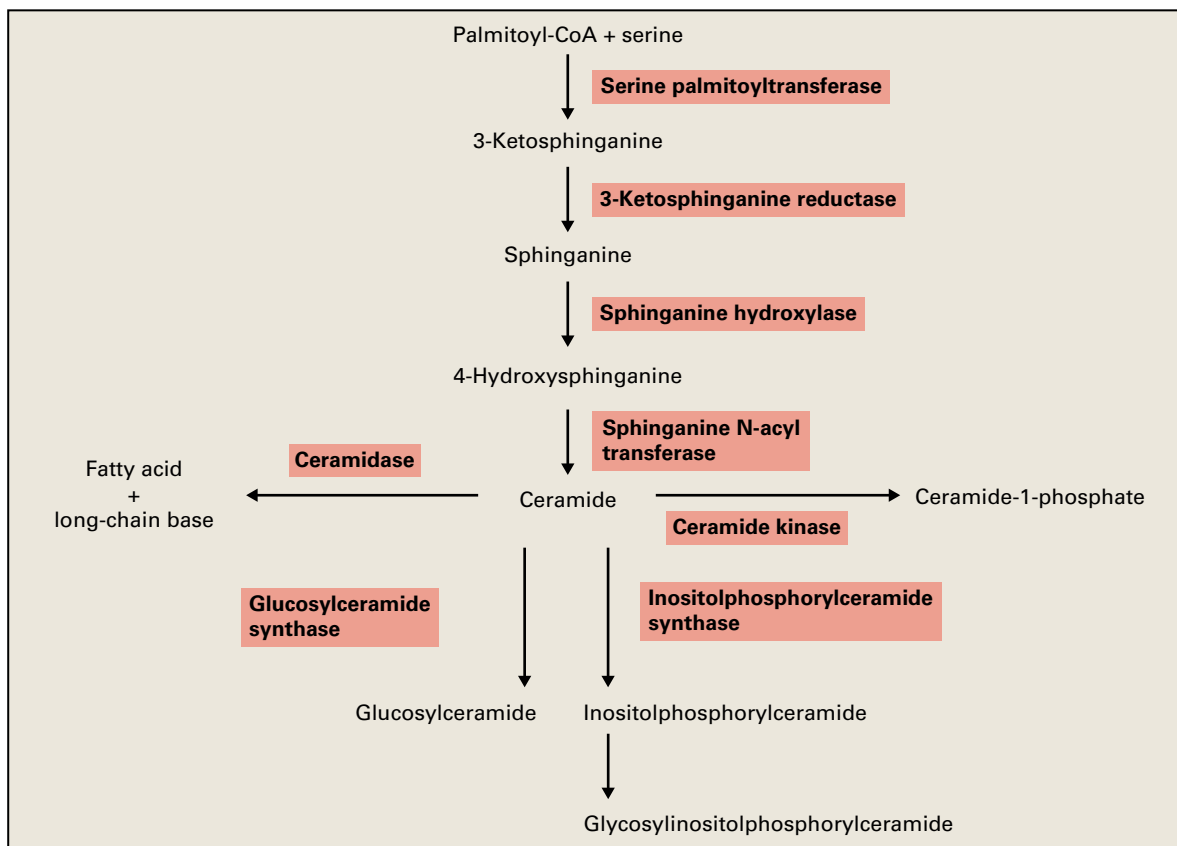 Palmitoyl-CoA + serine
Serine palmitoyltransferase
3-Ketosphinganine
3-Ketosphinganine reductase
Sphinganine
Sphinganine hydroxylase
4-Hydroxysphinganine
Sphinganine N-acyl
transferase
Ceramidase
Fatty acid
+
long-chain base
Ceramide
Ceramide-1-phosphate
Ceramide kinase
Glucosylceramide
synthase
Inositolphosphorylceramide
synthase
Glucosylceramide
Inositolphosphorylceramide
Glycosylinositolphosphorylceramide